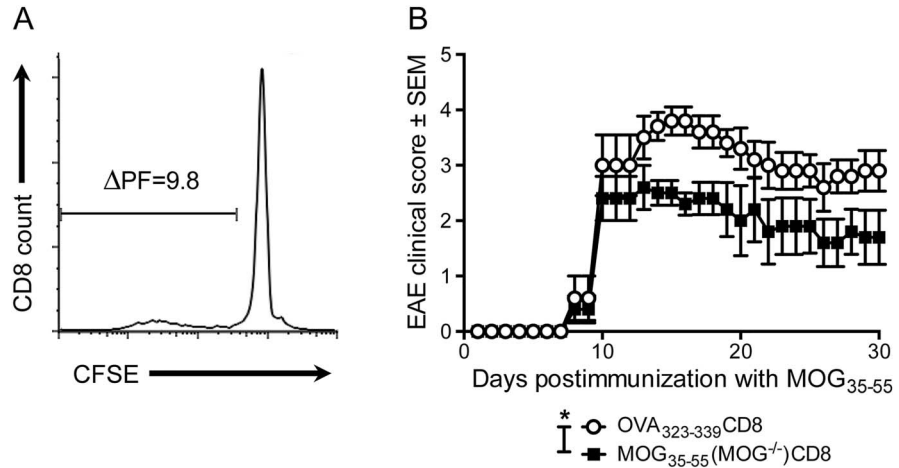 A
CD8 count
ΔPF=9.8
CFSE
B
EAE clinical score ± SEM
5
4
3
2
1
0
0 10 20 30
Days postimmunization with MOG35-55
* OVA323-339CD8
MOG35-55(MOG-/-)CD8